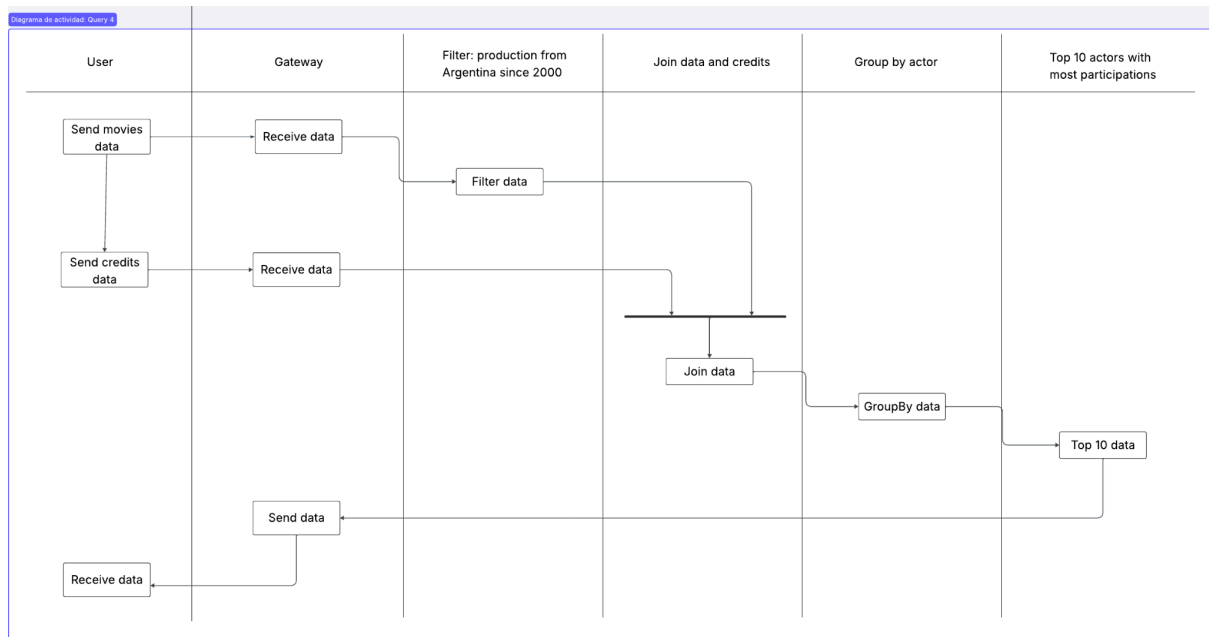 Diagrama de actividad: Query 4
User
Gateway
Filter: production from
Argentina since 2000
Join data and credits
Group by actor
Top 10 actors with
most participations
Send movies
data
Receive data
Filter data
Send credits
data
Receive data
Join data
GroupBy data
Top 10 data
Send data
Receive data